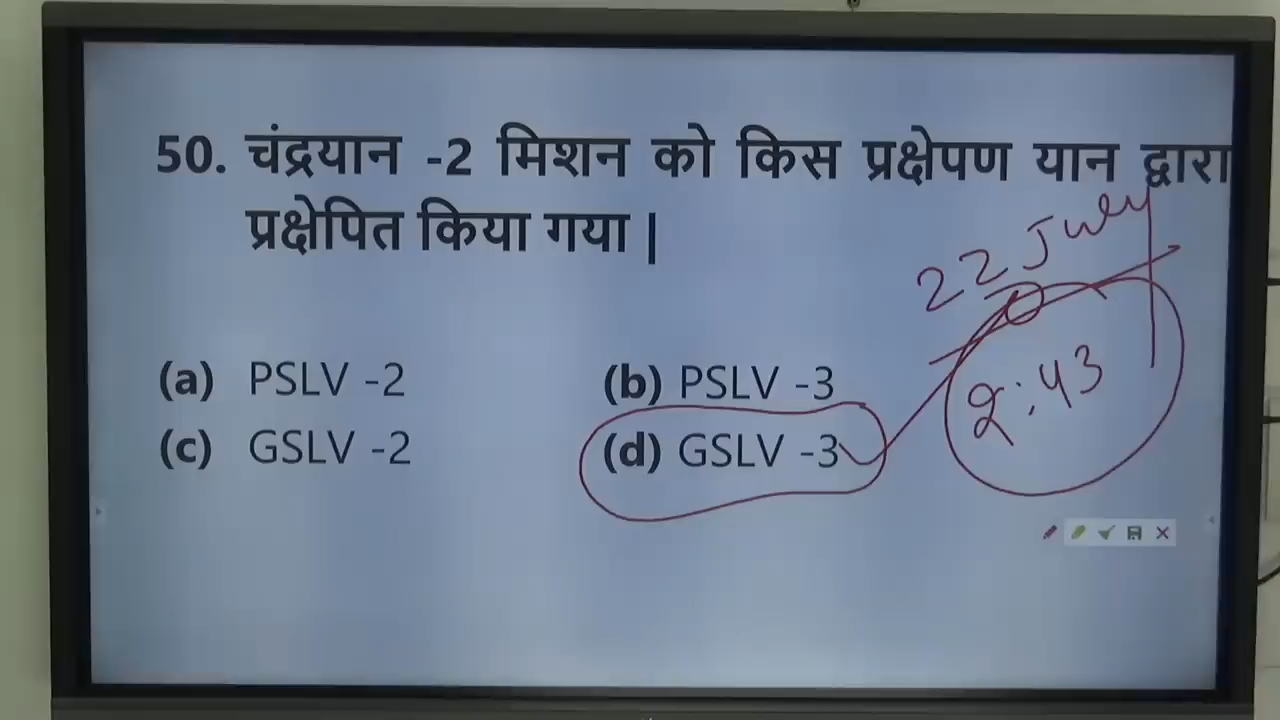 50. चंद्रयान -2 मिशन को किस प्रक्षेपण यान द्वारा
प्रक्षेपित किया गया |
22 July
(a) PSLV -2
(b) PSLV -3
2:43
(c) GSLV -2
(d) GSLV -3